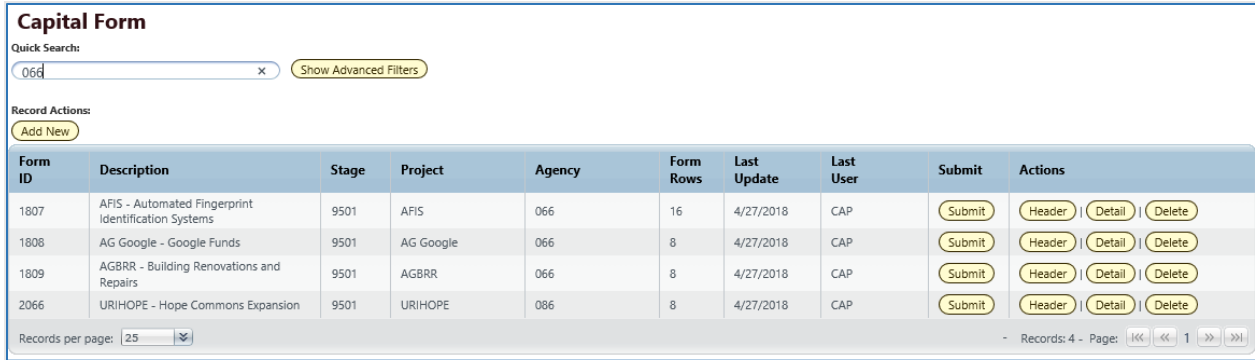 Capital Form
Quick Search:
066 ×
Show Advanced Filters
Record Actions:
Add New
Form ID Description Stage Project Agency Form Rows Last Update Last User Submit Actions
1807 AFIS - Automated Fingerprint Identification Systems 9501 AFIS 066 16 4/27/2018 CAP Submit Header | Detail | Delete
1808 AG Google - Google Funds 9501 AG Google 066 8 4/27/2018 CAP Submit Header | Detail | Delete
1809 AGBRR - Building Renovations and Repairs 9501 AGBRR 066 8 4/27/2018 CAP Submit Header | Detail | Delete
2066 URIHOPE - Hope Commons Expansion 9501 URIHOPE 086 8 4/27/2018 CAP Submit Header | Detail | Delete
Records per page: 25 - Records: 4 - Page: 1